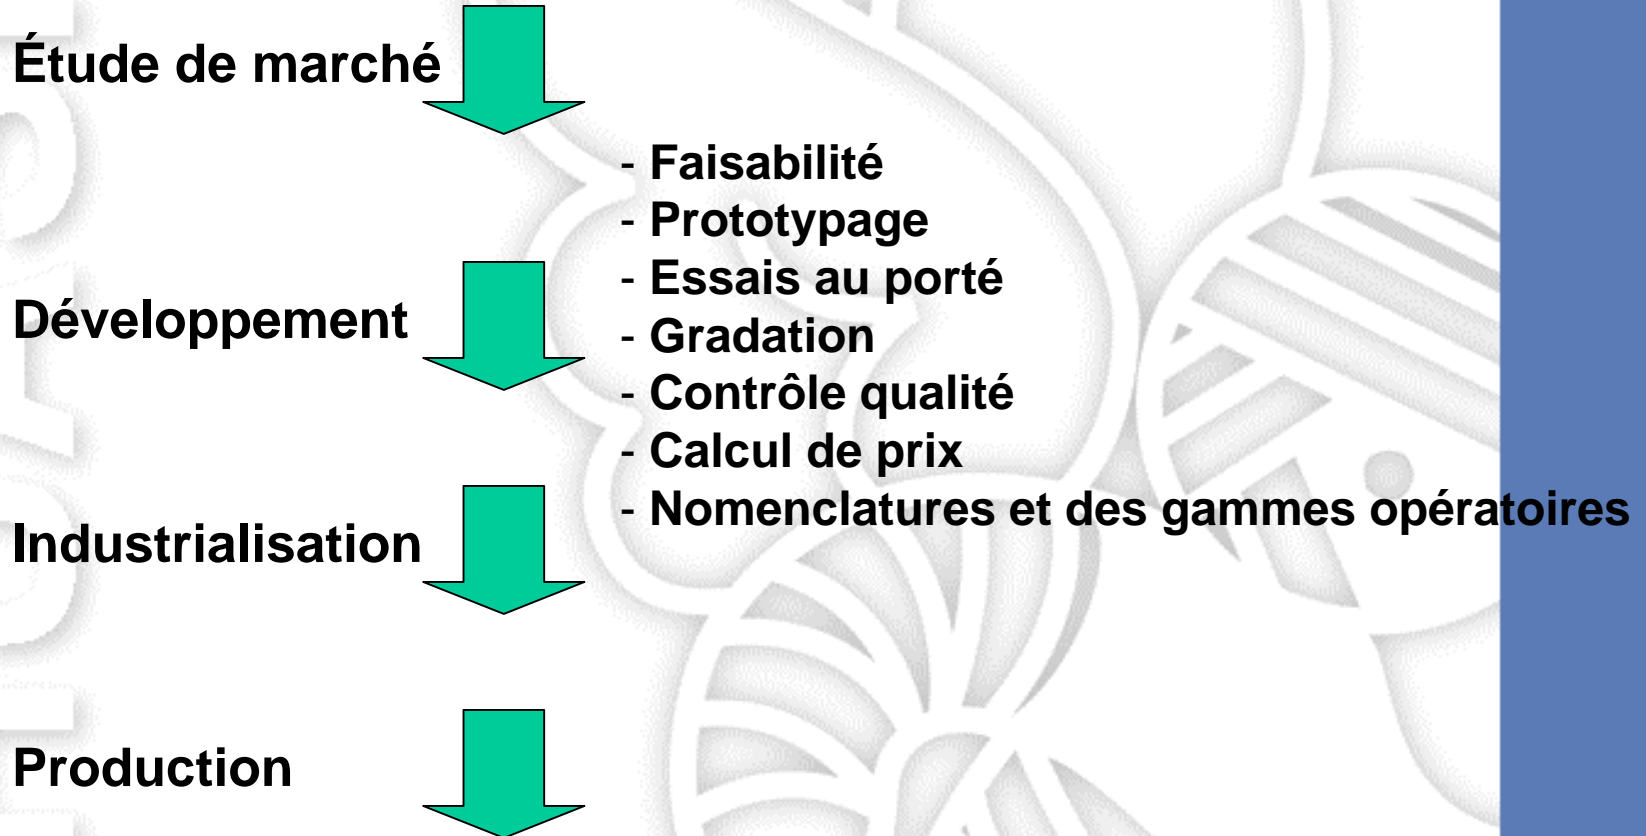 Étude de marché
- Faisabilité
- Prototypage
- Essais au porté
Développement
- Gradation
- Contrôle qualité
- Calcul de prix
- Nomenclatures et des gammes opératoires
Industrialisation
Production